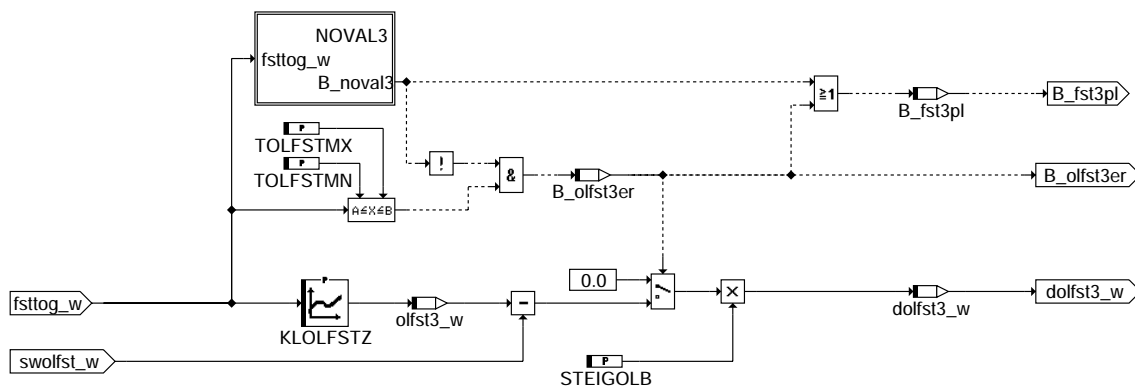 NOVAL3
fsttog_w
B_noval3
≧1
B_fst3pl
B_fst3pl
P
TOLFSTMX
P
TOLFSTMN
!
&
B_olfst3er
B_olfst3er
A≤X≤B
P
0.0
fsttog_w
KLOLFSTZ
olfst3_w
-
×
dolfst3_w
dolfst3_w
swolfst_w
P
STEIGOLB